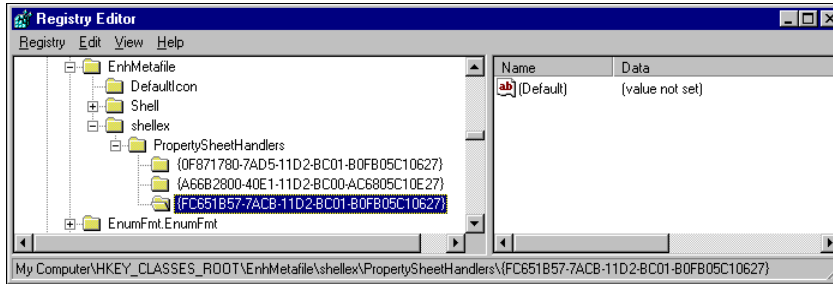 Registry Editor
Registry Edit View Help
EnhMetafile
DefaultIcon
Shell
shellex
PropertySheetHandlers
{0F871780-7AD5-11D2-BC01-B0FB05C10627}
{A66B2800-40E1-11D2-BC00-AC6805C10E27}
{FC651B57-7ACB-11D2-BC01-B0FB05C10627}
EnumFmt.EnumFmt
Name Data
ab (Default) (value not set)
My Computer\HKEY_CLASSES_ROOT\EnhMetafile\shellex\PropertySheetHandlers\{FC651B57-7ACB-11D2-BC01-B0FB05C10627}